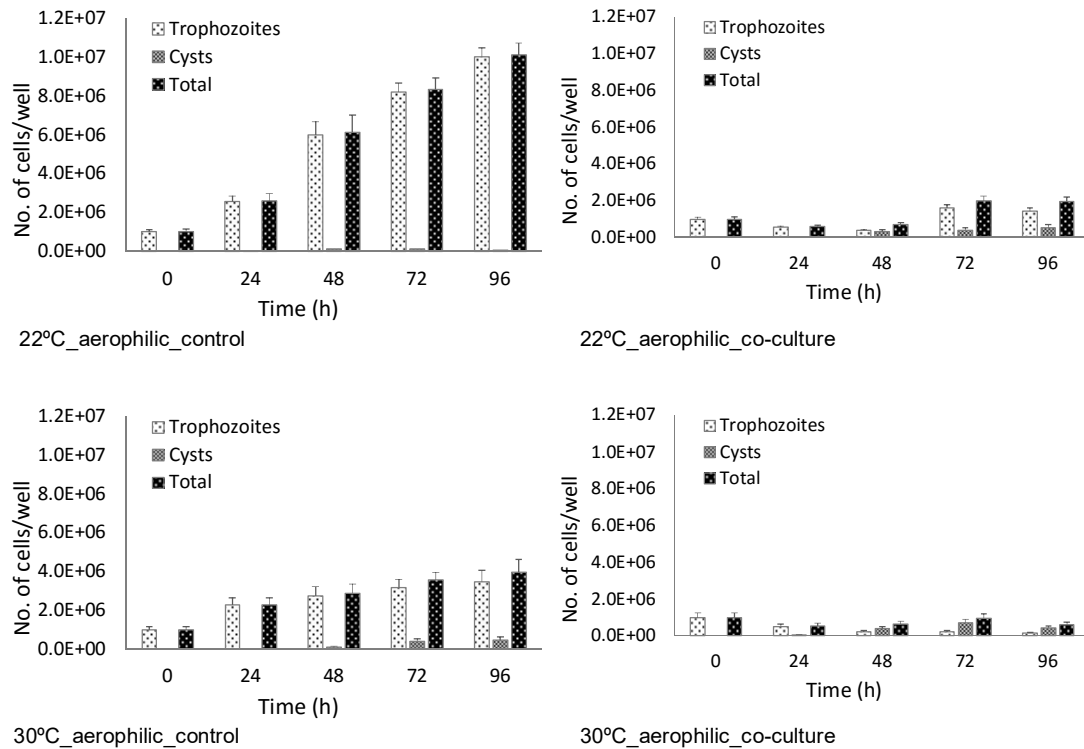 1.2E+07
1.0E+07
8.0E+06
6.0E+06
4.0E+06
2.0E+06
0.0E+00
No. of cells/well
Trophozoites
Cysts
Total
0 24 48 72 96
Time (h)
22ºC_aerophilic_control
1.2E+07
1.0E+07
8.0E+06
6.0E+06
4.0E+06
2.0E+06
0.0E+00
No. of cells/well
Trophozoites
Cysts
Total
0 24 48 72 96
Time (h)
22ºC_aerophilic_co-culture
1.2E+07
1.0E+07
8.0E+06
6.0E+06
4.0E+06
2.0E+06
0.0E+00
No. of cells/well
Trophozoites
Cysts
Total
0 24 48 72 96
Time (h)
30ºC_aerophilic_control
1.2E+07
1.0E+07
8.0E+06
6.0E+06
4.0E+06
2.0E+06
0.0E+00
No. of cells/well
Trophozoites
Cysts
Total
0 24 48 72 96
Time (h)
30ºC_aerophilic_co-culture